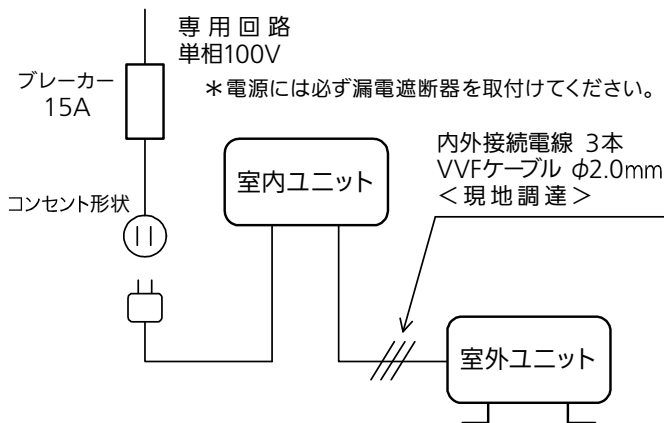 専用回路
単相100V
ブレーカー
15A
＊電源には必ず漏電遮断器を取付けてください。
内外接続電線 3本
VVFケーブル φ2.0mm
＜現地調達＞
室内ユニット
コンセント形状
室外ユニット